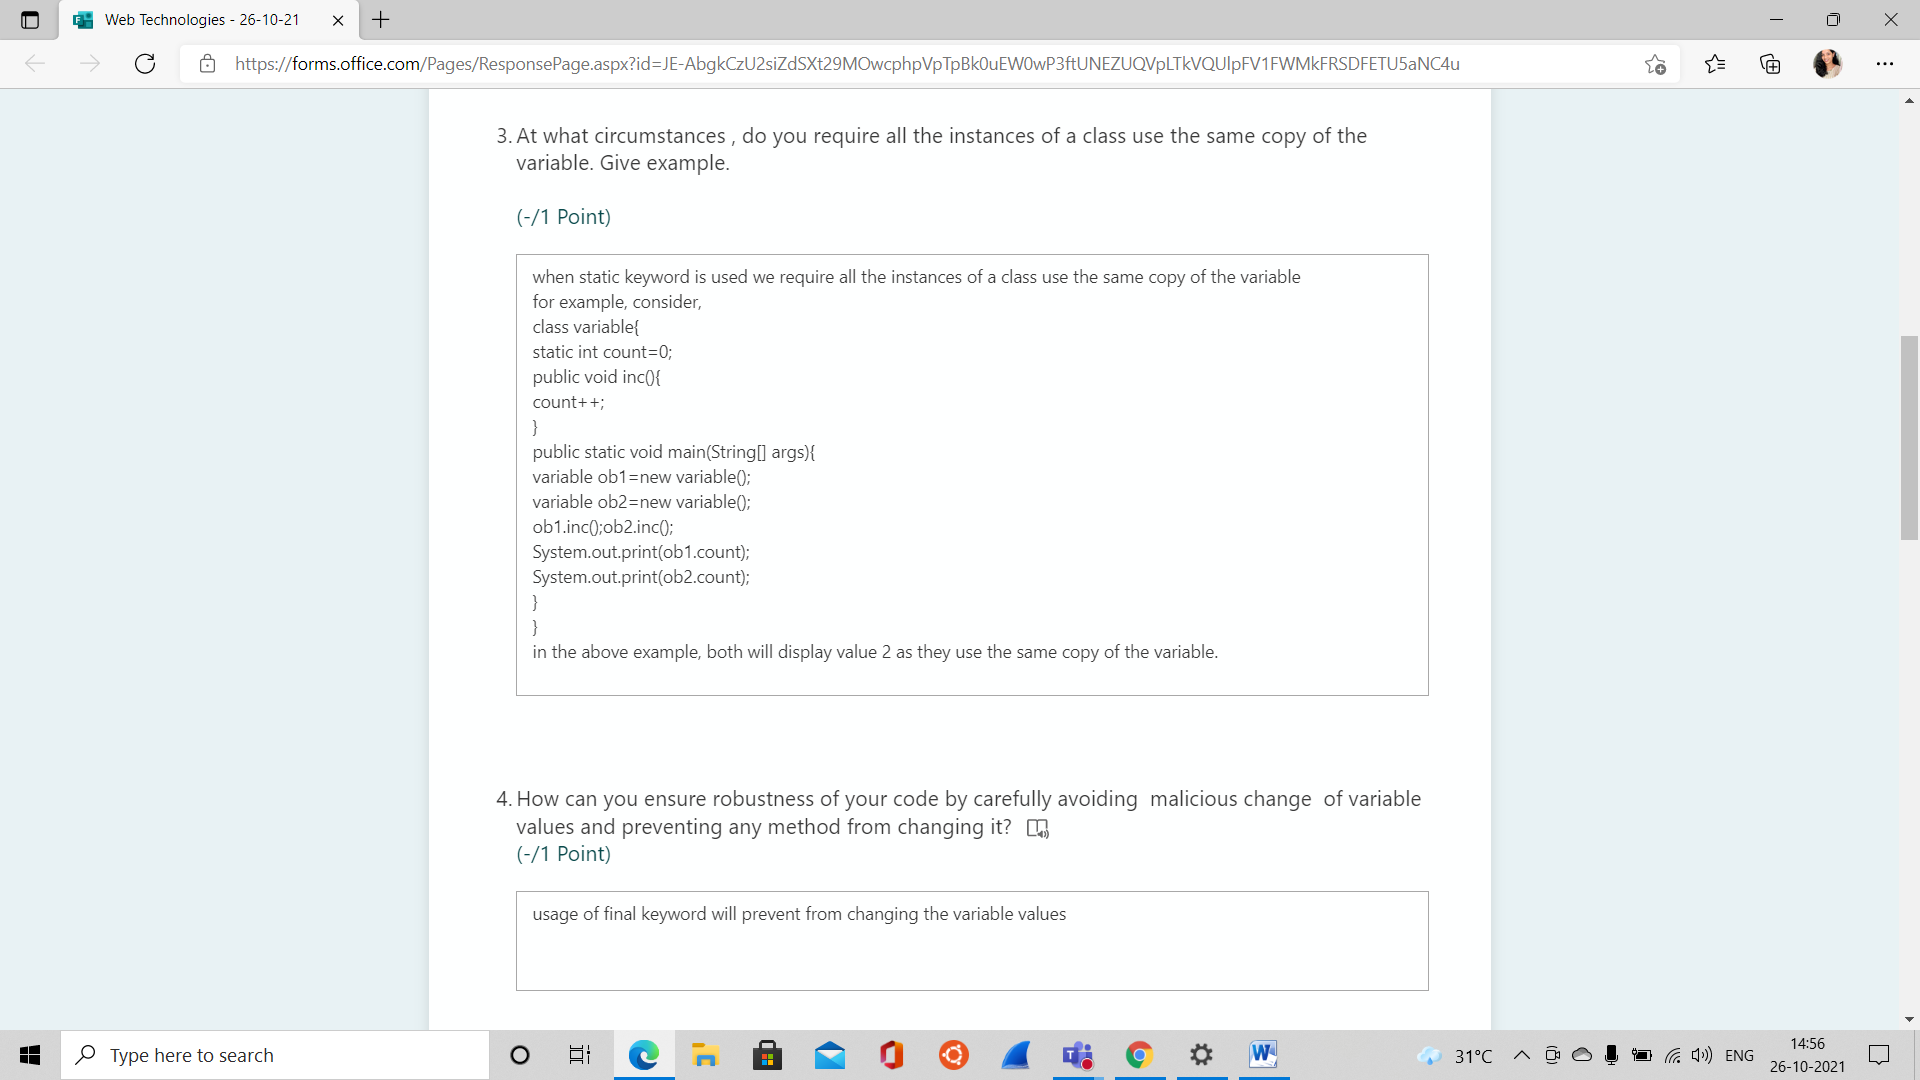 Web Technologies - 26-10-21
https://forms.office.com/Pages/ResponsePage.aspx?id=JE-AbgkCzU2siZdSXt29MOwcphpVpTpBk0uEW0wP3ftUNEZUQVpLTkVQUlpFV1FWMkFRSDFETU5aNC4u
3. At what circumstances , do you require all the instances of a class use the same copy of the
variable. Give example.
(-/1 Point)
when static keyword is used we require all the instances of a class use the same copy of the variable
for example, consider,
class variable{
static int count=0;
public void inc(){
count++;
}
public static void main(String[] args){
variable ob1=new variable();
variable ob2=new variable();
ob1.inc();ob2.inc();
System.out.print(ob1.count);
System.out.print(ob2.count);
}
}
in the above example, both will display value 2 as they use the same copy of the variable.
4. How can you ensure robustness of your code by carefully avoiding  malicious change  of variable
values and preventing any method from changing it?
(-/1 Point)
usage of final keyword will prevent from changing the variable values
Type here to search
31°C
ENG
14:56
26-10-2021